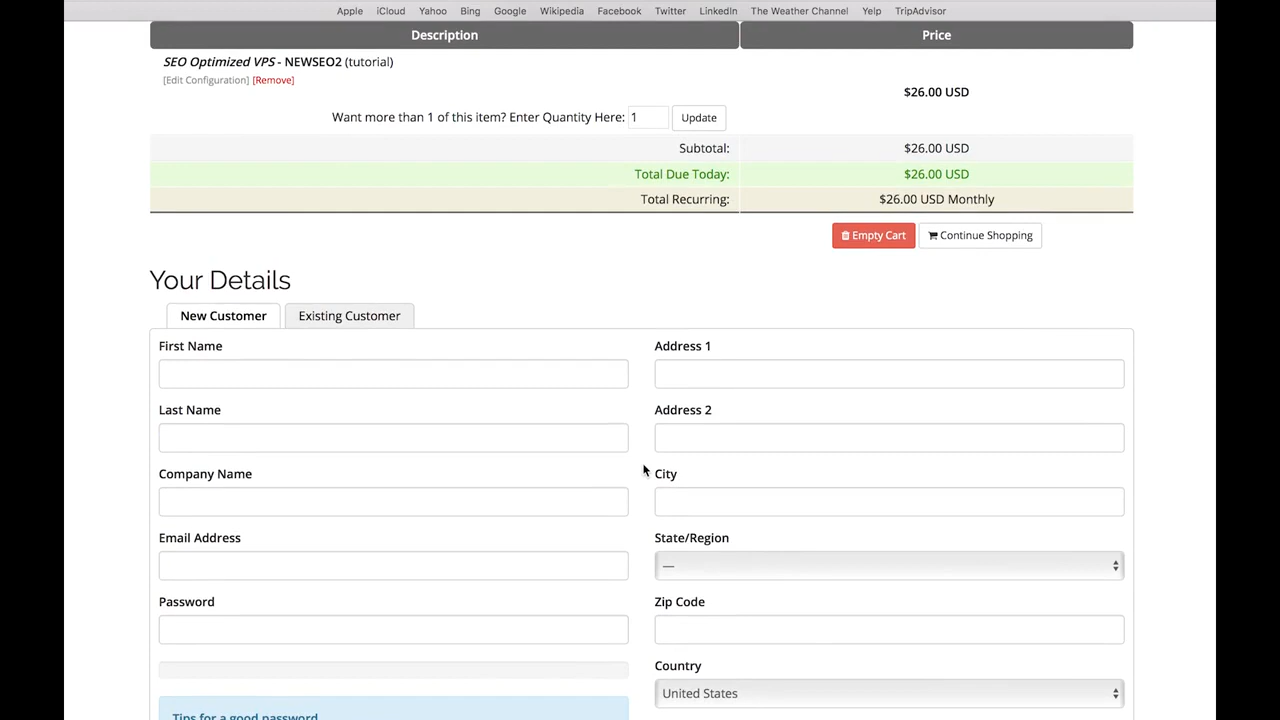 Apple iCloud Yahoo Bing Google Wikipedia Facebook Twitter LinkedIn The Weather Channel Yelp TripAdvisor
Description Price
SEO Optimized VPS - NEWSEO2 (tutorial)
[Edit Configuration] [Remove]
$26.00 USD
Want more than 1 of this item? Enter Quantity Here: 1 Update
Subtotal: $26.00 USD
Total Due Today: $26.00 USD
Total Recurring: $26.00 USD Monthly
Empty Cart Continue Shopping
Your Details
New Customer Existing Customer
First Name Address 1
Last Name Address 2
Company Name City
Email Address State/Region
—
Password Zip Code
Country
United States
Tips for a good password